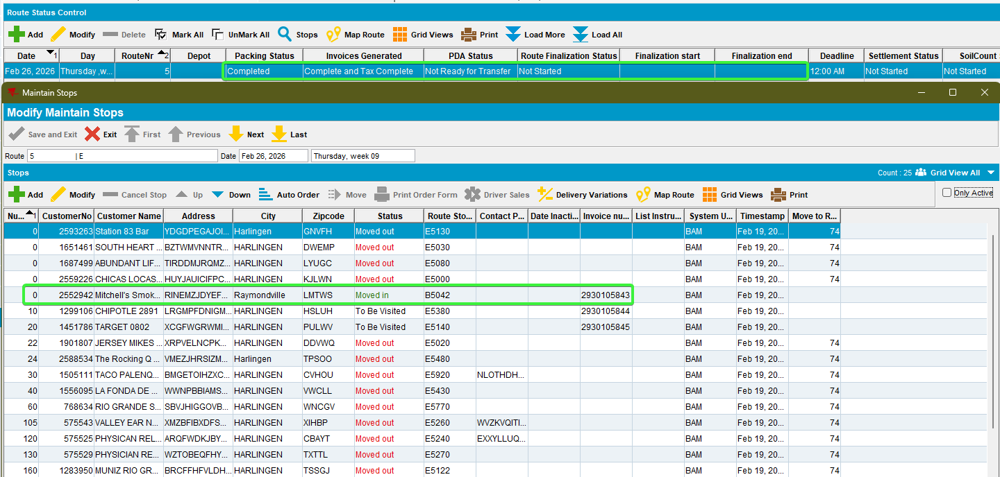 Route Status Control
Add Modify Delete Mark All UnMark All Stops Map Route Grid Views Print Load More Load All
Date 1 Day RouteNr 2 Depot Packing Status Invoices Generated PDA Status Route Finalization Status Finalization start Finalization end Deadline Settlement Status SoilCount
Feb 26, 2026 Thursday ,w... 5 Completed Complete and Tax Complete Not Ready for Transfer Not Started 12:00 AM Not Started Not Started
Maintain Stops
Modify Maintain Stops
Save and Exit Exit First Previous Next Last
Route 5 | E Date Feb 26, 2026 Thursday, week 09
Stops Count : 25 Grid View All
Add Modify Cancel Stop Up Down Auto Order Move Print Order Form Driver Sales Delivery Variations Map Route Grid Views Print Only Active
Nu... 1 CustomerNo Customer Name Address City Zipcode Status Route Sto... Contact P... Date Inacti... Invoice nu... List Instru... System U... Timestamp Move to R...
0 2593263 Station 83 Bar YDGDPEGAJOI... Harlingen GNVFH Moved out E5130 BAM Feb 19, 20... 74
0 1651461 SOUTH HEART ... BZTWMVNNTR... HARLINGEN DWEMP Moved out E5030 BAM Feb 19, 20... 74
0 1687499 ABUNDANT LIF... TIRDDMJRQMZ... HARLINGEN LYUGC Moved out E5080 BAM Feb 19, 20... 74
0 2559226 CHICAS LOCAS... HUYJAUICIFPC... HARLINGEN KJLWN Moved out E5000 BAM Feb 19, 20... 74
0 2552942 Mitchell's Smok... RINEMZJDYEF... Raymondville LMTWS Moved in B5042 2930105843 BAM Feb 19, 20...
10 1299106 CHIPOTLE 2891 LRGMPFDNIGM... HARLINGEN HSLUH To Be Visited E5380 2930105844 BAM Feb 19, 20...
20 1451786 TARGET 0802 XCGFWGRWMI... HARLINGEN PULWV To Be Visited E5140 2930105845 BAM Feb 19, 20...
22 1901807 JERSEY MIKES ... XRPVELNCPK... HARLINGEN DDVWQ Moved out E5020 BAM Feb 19, 20... 74
24 2588534 The Rocking Q ... VMEZJHRSIZM... Harlingen TPSOO Moved out E5480 BAM Feb 19, 20... 74
30 1505111 TACO PALENQ... BMGETOIHZXC... HARLINGEN CVHOU Moved out E5920 NLOTHDH... BAM Feb 19, 20... 74
40 1556095 LA FONDA DE ... WWNPBBIAMS... HARLINGEN VWCLL Moved out E5430 BAM Feb 19, 20... 74
60 768634 RIO GRANDE S... SBVJHIGGOVB... HARLINGEN WNCGV Moved out E5770 BAM Feb 19, 20... 74
105 575543 VALLEY EAR N... XMZBFIBXDFS... HARLINGEN XIHBP Moved out E5260 WVZKVQITI... BAM Feb 19, 20... 74
120 575525 PHYSICAN REL... ARQFWDKJBY... HARLINGEN CBAYT Moved out E5240 EXXYLLUQ... BAM Feb 19, 20... 74
130 575529 PHYSICIAN RE... WZTOBEQFHY... HARLINGEN TXTTL Moved out E5270 BAM Feb 19, 20... 74
160 1283950 MUNIZ RIO GR... BRCFFHFVLDH... HARLINGEN TSSGJ Moved out E5122 BAM Feb 19, 20... 74